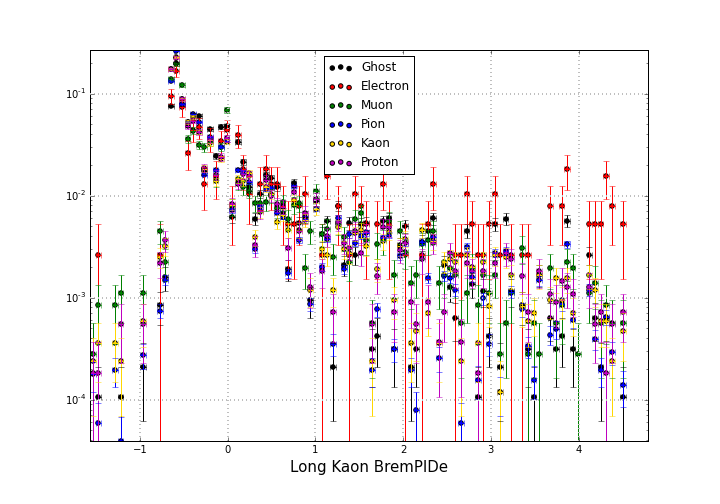 10⁻¹
10⁻²
10⁻³
10⁻⁴
Ghost
Electron
Muon
Pion
Kaon
Proton
−1 0 1 2 3 4
Long Kaon BremPIDe